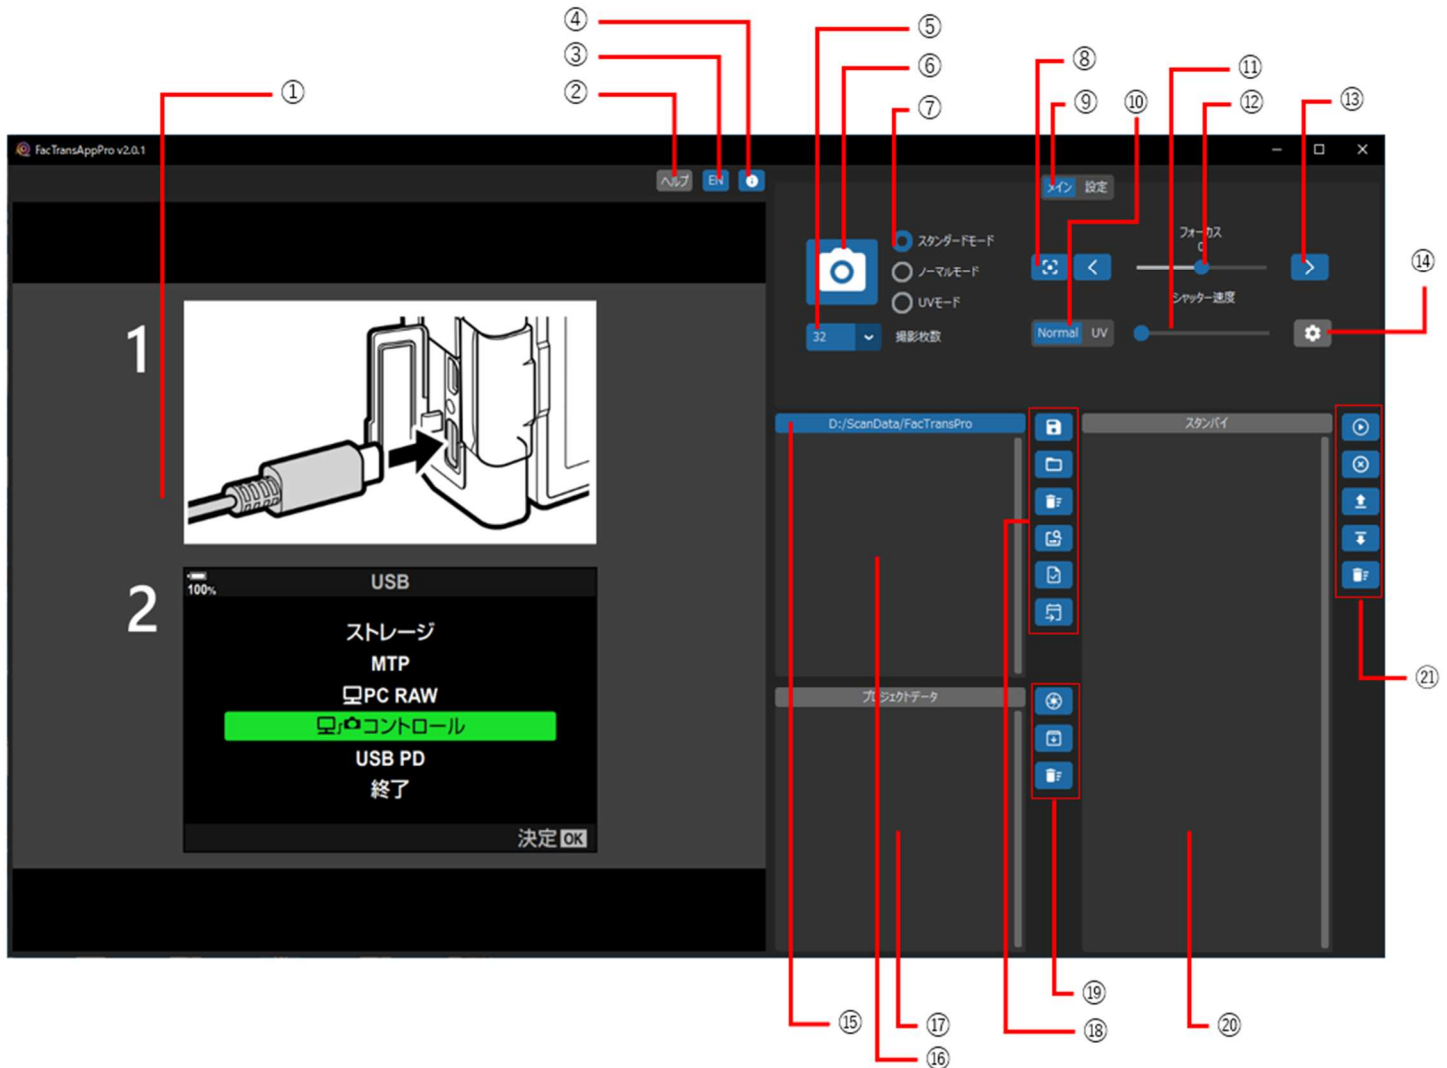 ④
⑤
③
⑥
⑧
⑪
①
②
⑦
⑨
⑩
⑫
⑬
FacTransAppPro v2.0.1
ヘルプ
EN
メイン 設定
スタンダードモード
ノーマルモード
UVモード
32
撮影枚数
フォーカス
0
シャッター速度
Normal UV
⑭
1
2
100%
USB
ストレージ
MTP
PC RAW
コントロール
USB PD
終了
決定 OK
D:/ScanData/FacTransPro
スタンバイ
プロジェクトデータ
㉑
⑲
⑮
⑰
⑱
⑳
⑯